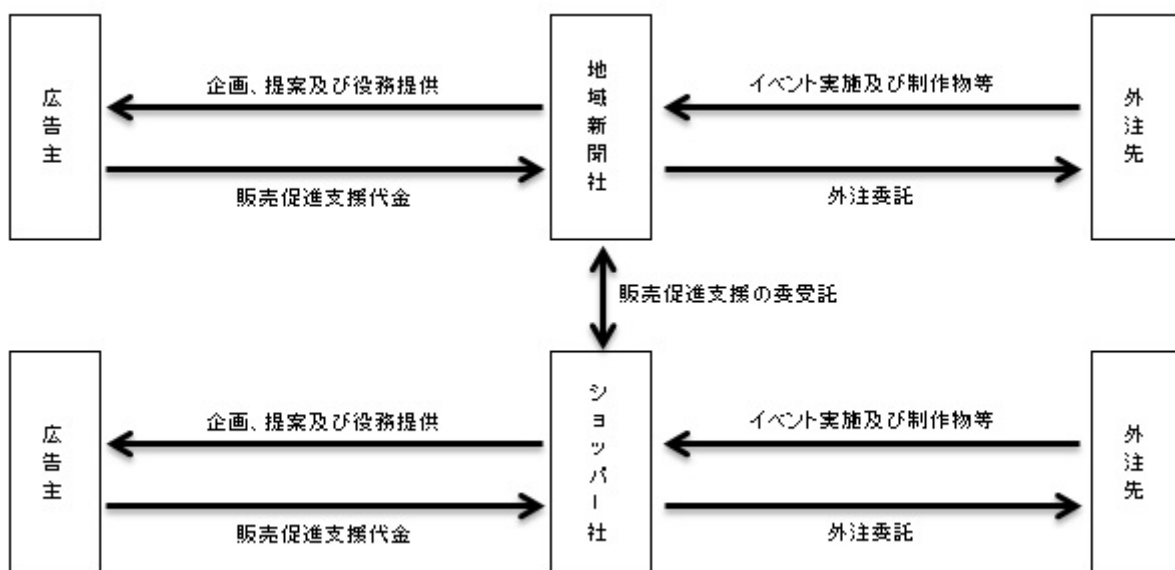 広告主
企画、提案及び役務提供
販売促進支援代金
地域新聞社
イベント実施及び制作物等
外注委託
外注先
販売促進支援の委受託
広告主
企画、提案及び役務提供
販売促進支援代金
ショッパー社
イベント実施及び制作物等
外注委託
外注先